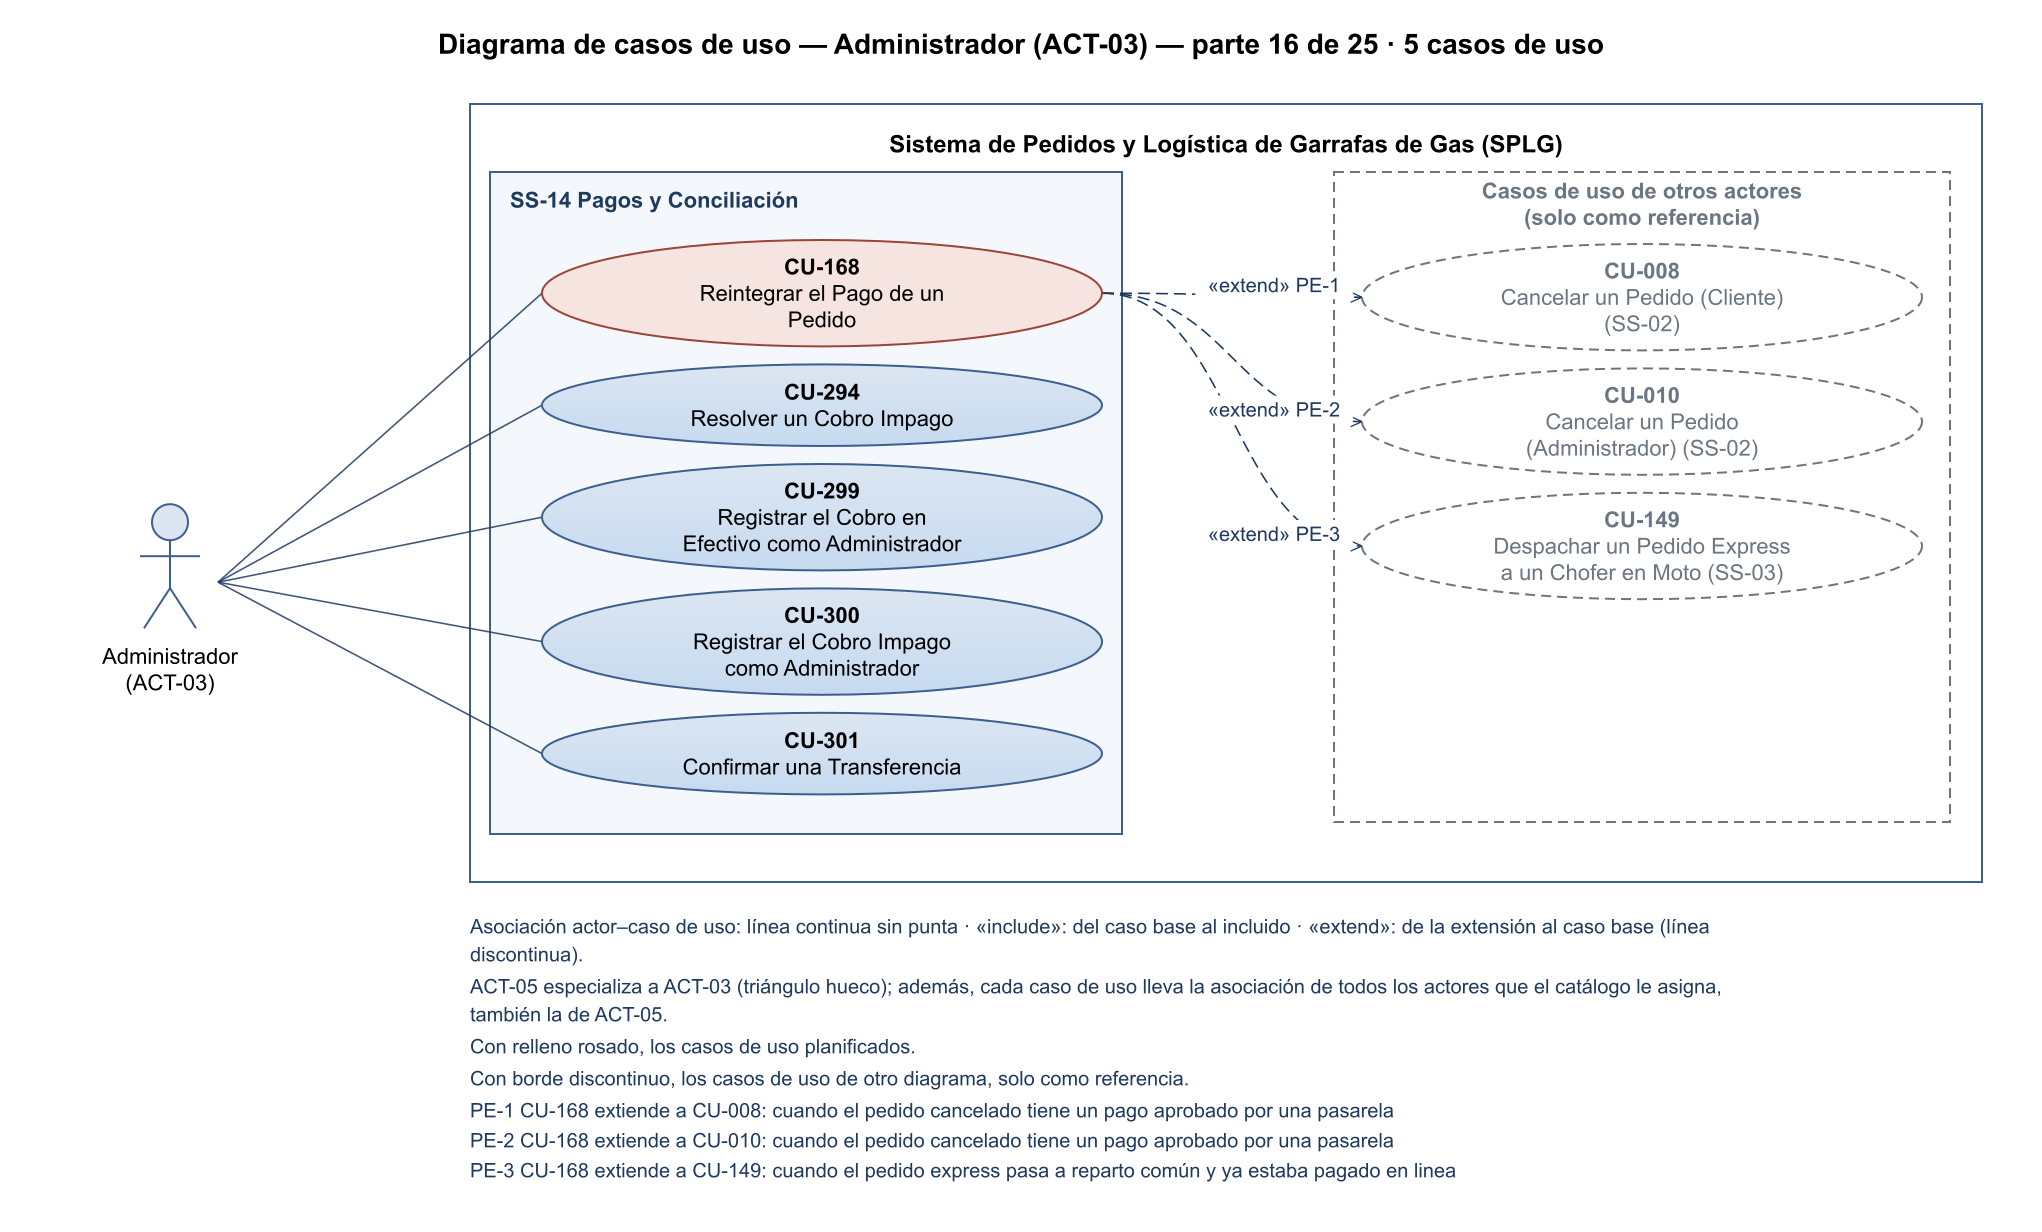 Diagrama de casos de uso — Administrador (ACT-03) — parte 16 de 25 · 5 casos de uso
Sistema de Pedidos y Logística de Garrafas de Gas (SPLG)
SS-14 Pagos y Conciliación
CU-168
Reintegrar el Pago de un
Pedido
CU-294
Resolver un Cobro Impago
CU-299
Registrar el Cobro en
Efectivo como Administrador
CU-300
Registrar el Cobro Impago
como Administrador
CU-301
Confirmar una Transferencia
Administrador
(ACT-03)
«extend» PE-1
«extend» PE-2
«extend» PE-3
Casos de uso de otros actores
(solo como referencia)
CU-008
Cancelar un Pedido (Cliente)
(SS-02)
CU-010
Cancelar un Pedido
(Administrador) (SS-02)
CU-149
Despachar un Pedido Express
a un Chofer en Moto (SS-03)
Asociación actor–caso de uso: línea continua sin punta · «include»: del caso base al incluido · «extend»: de la extensión al caso base (línea
discontinua).
ACT-05 especializa a ACT-03 (triángulo hueco); además, cada caso de uso lleva la asociación de todos los actores que el catálogo le asigna,
también la de ACT-05.
Con relleno rosado, los casos de uso planificados.
Con borde discontinuo, los casos de uso de otro diagrama, solo como referencia.
PE-1 CU-168 extiende a CU-008: cuando el pedido cancelado tiene un pago aprobado por una pasarela
PE-2 CU-168 extiende a CU-010: cuando el pedido cancelado tiene un pago aprobado por una pasarela
PE-3 CU-168 extiende a CU-149: cuando el pedido express pasa a reparto común y ya estaba pagado en linea